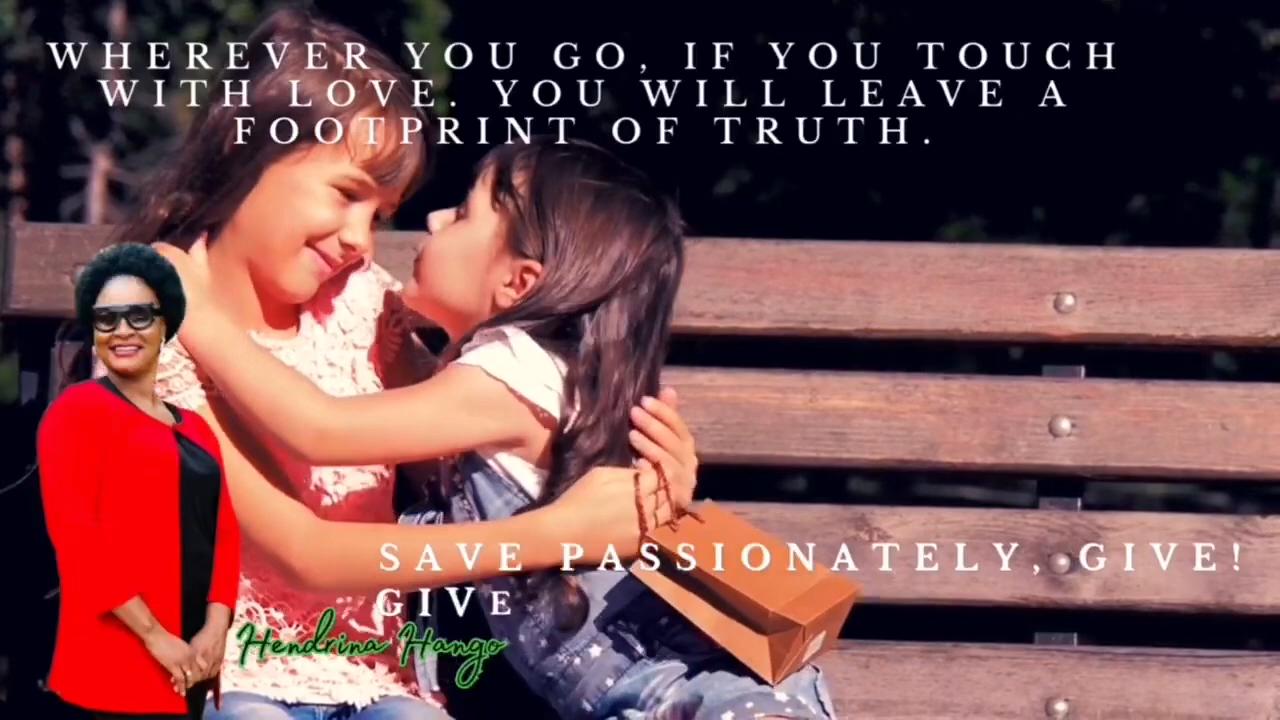 WHEREVER YOU GO, IF YOU TOUCH
WITH LOVE. YOU WILL LEAVE A
FOOTPRINT OF TRUTH.
SAVE PASSIONATELY, GIVE!
GIVE
Hendrina Hango